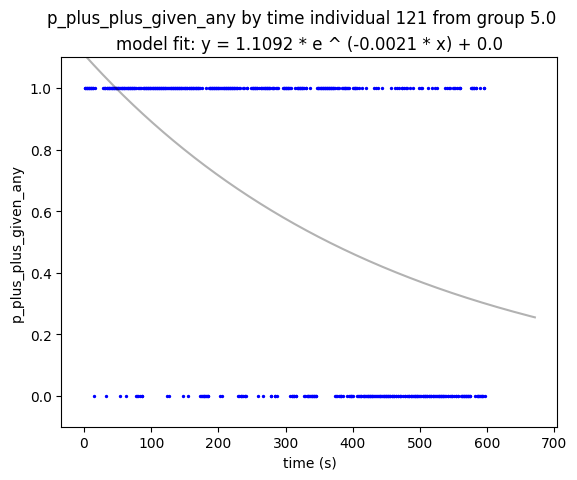 p_plus_plus_given_any by time individual 121 from group 5.0
model fit: y = 1.1092 * e ^ (-0.0021 * x) + 0.0
p_plus_plus_given_any
1.0
0.8
0.6
0.4
0.2
0.0
0 100 200 300 400 500 600 700
time (s)